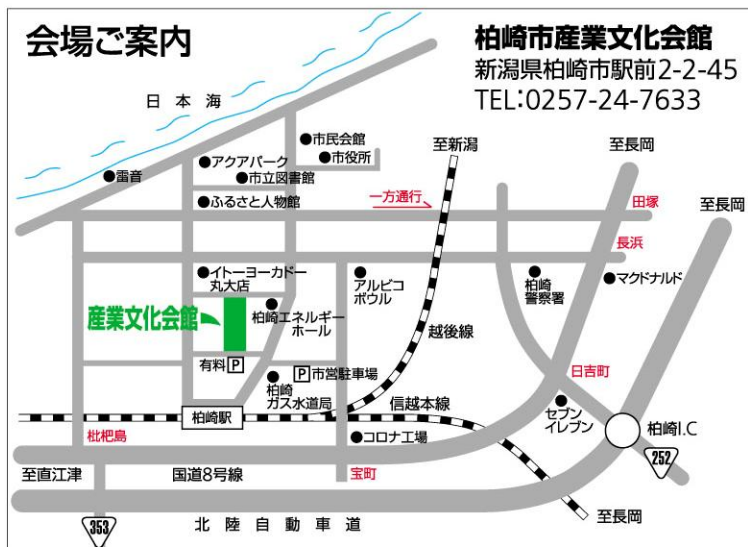 会場ご案内
柏崎市産業文化会館
新潟県柏崎市駅前2-2-45
TEL:0257-24-7633
日本海
市民会館
市役所
至新潟
至長岡
アクアパーク
雷音
市立図書館
一方通行
田塚
至長岡
ふるさと人物館
長浜
イトーヨーカドー
丸大店
アルビコ
ボウル
柏崎
警察署
マクドナルド
産業文化会館
柏崎エネルギー
ホール
越後線
有料P
P市営駐車場
日吉町
柏崎
ガス水道局
柏崎駅
信越本線
セブン
イレブン
枇杷島
コロナ工場
柏崎I.C
至直江津
国道8号線
宝町
252
353
北陸自動車道
至長岡